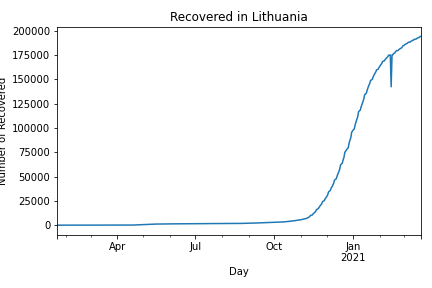 Recovered in Lithuania
200000
175000
150000
125000
100000
75000
50000
25000
0
Number of Recovered
Apr
Jul
Oct
Jan
2021
Day